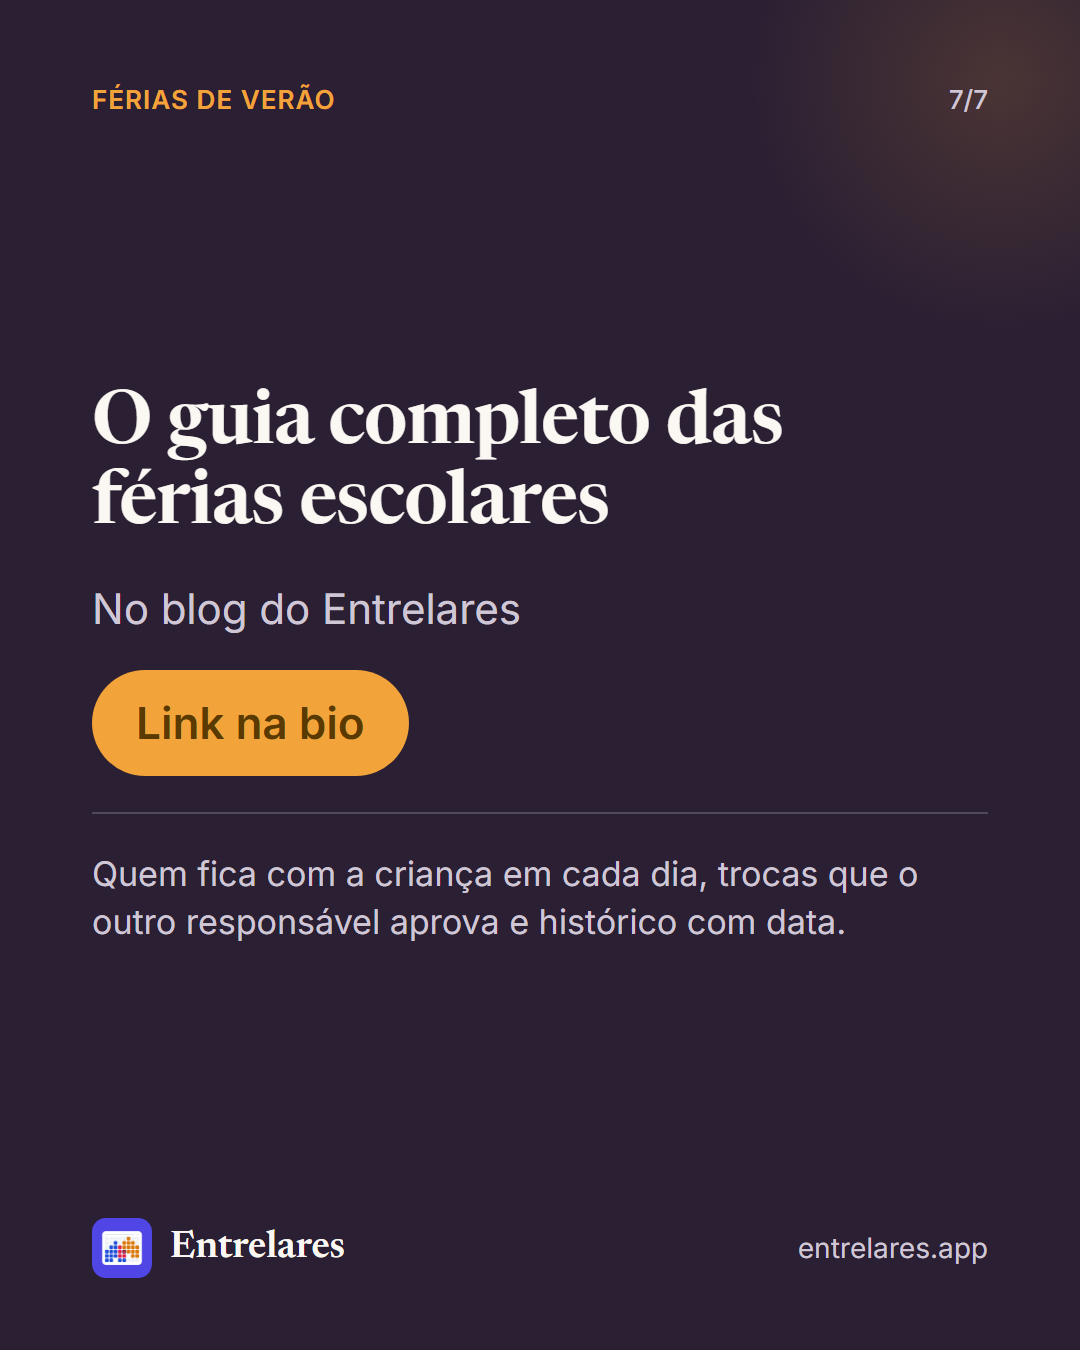 FÉRIAS DE VERÃO
7/7
O guia completo das
férias escolares
No blog do Entrelares
Link na bio
Quem fica com a criança em cada dia, trocas que o
outro responsável aprova e histórico com data.
Entrelares
entrelares.app